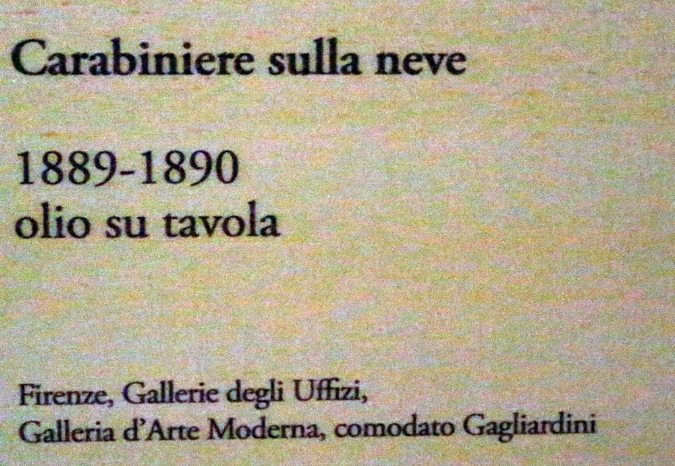 Carabiniere sulla neve
1889-1890
olio su tavola
Firenze, Gallerie degli Uffizi,
Galleria d'Arte Moderna, comodato Gagliardini